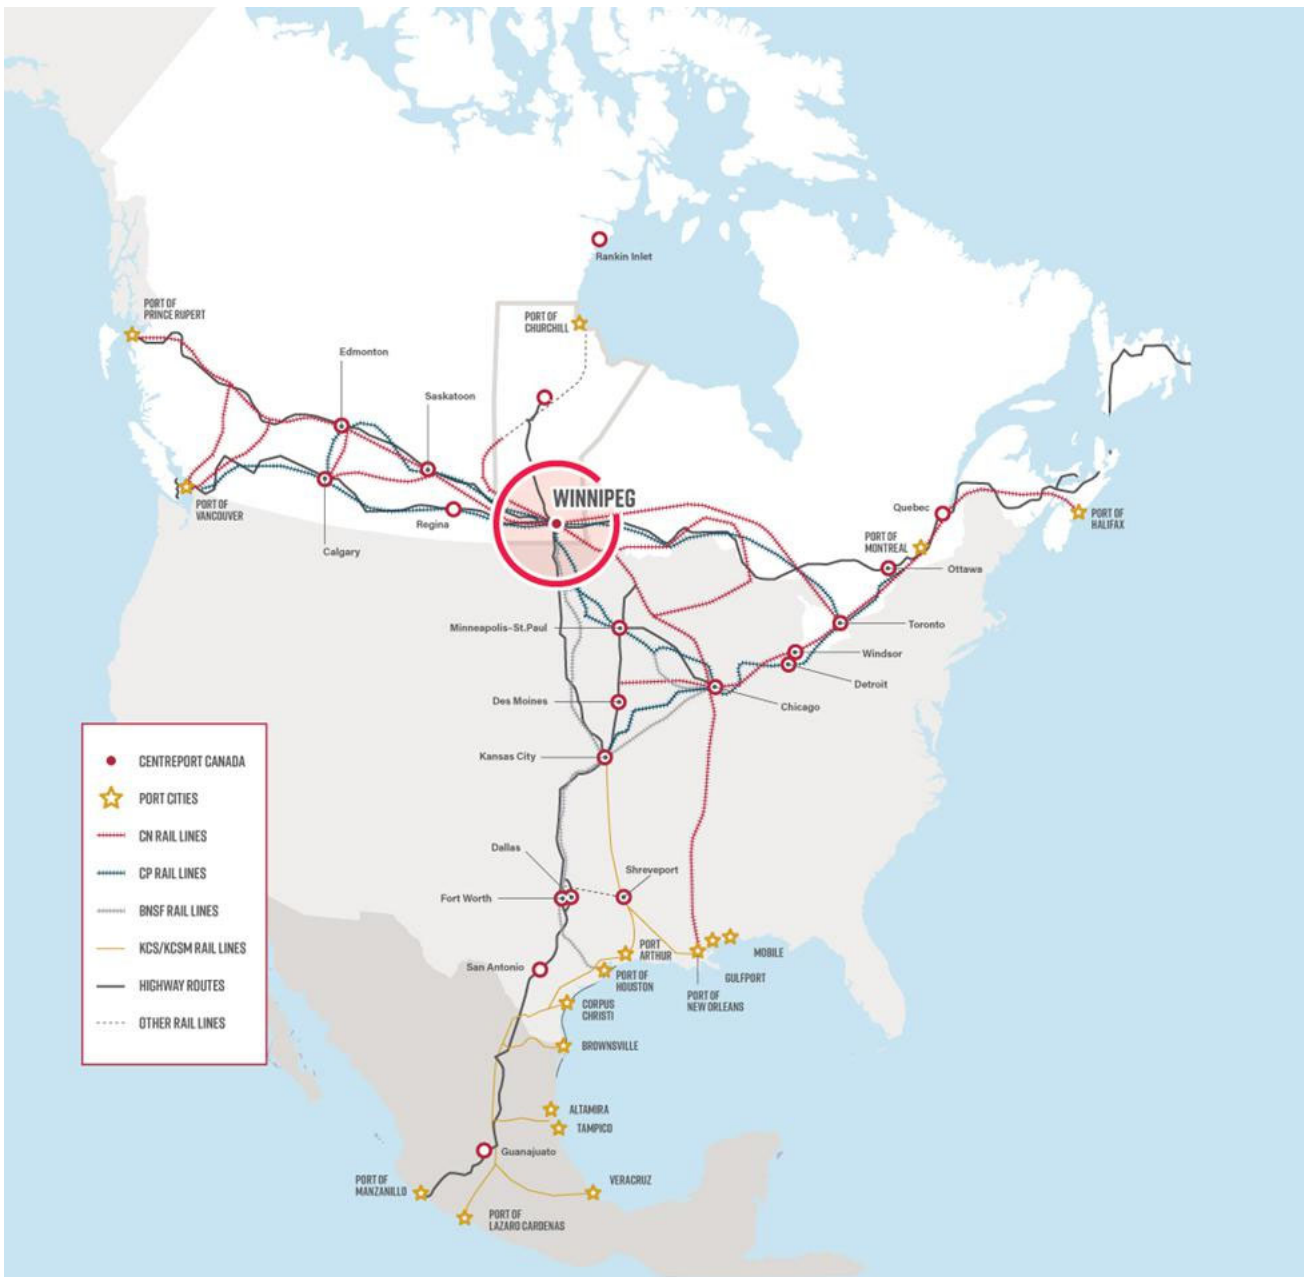 Rankin Inlet
PORT OF
PRINCE RUPERT
PORT OF
CHURCHILL
Edmonton
Saskatoon
WINNIPEG
PORT OF
VANCOUVER
Regina
Calgary
Quebec
PORT OF
HALIFAX
PORT OF
MONTREAL
Ottawa
Minneapolis-St.Paul
Toronto
Windsor
Detroit
Des Moines
Chicago
Kansas City
CENTREPORT CANADA
PORT CITIES
CN RAIL LINES
CP RAIL LINES
BNSF RAIL LINES
KCS/KCSM RAIL LINES
HIGHWAY ROUTES
OTHER RAIL LINES
Dallas
Shreveport
Fort Worth
PORT
ARTHUR
MOBILE
San Antonio
PORT OF
HOUSTON
GULFPORT
PORT OF
NEW ORLEANS
CORPUS
CHRISTI
BROWNSVILLE
ALTAMIRA
TAMPICO
Guanajuato
PORT OF
MANZANILLO
VERACRUZ
PORT OF
LAZARO CARDENAS